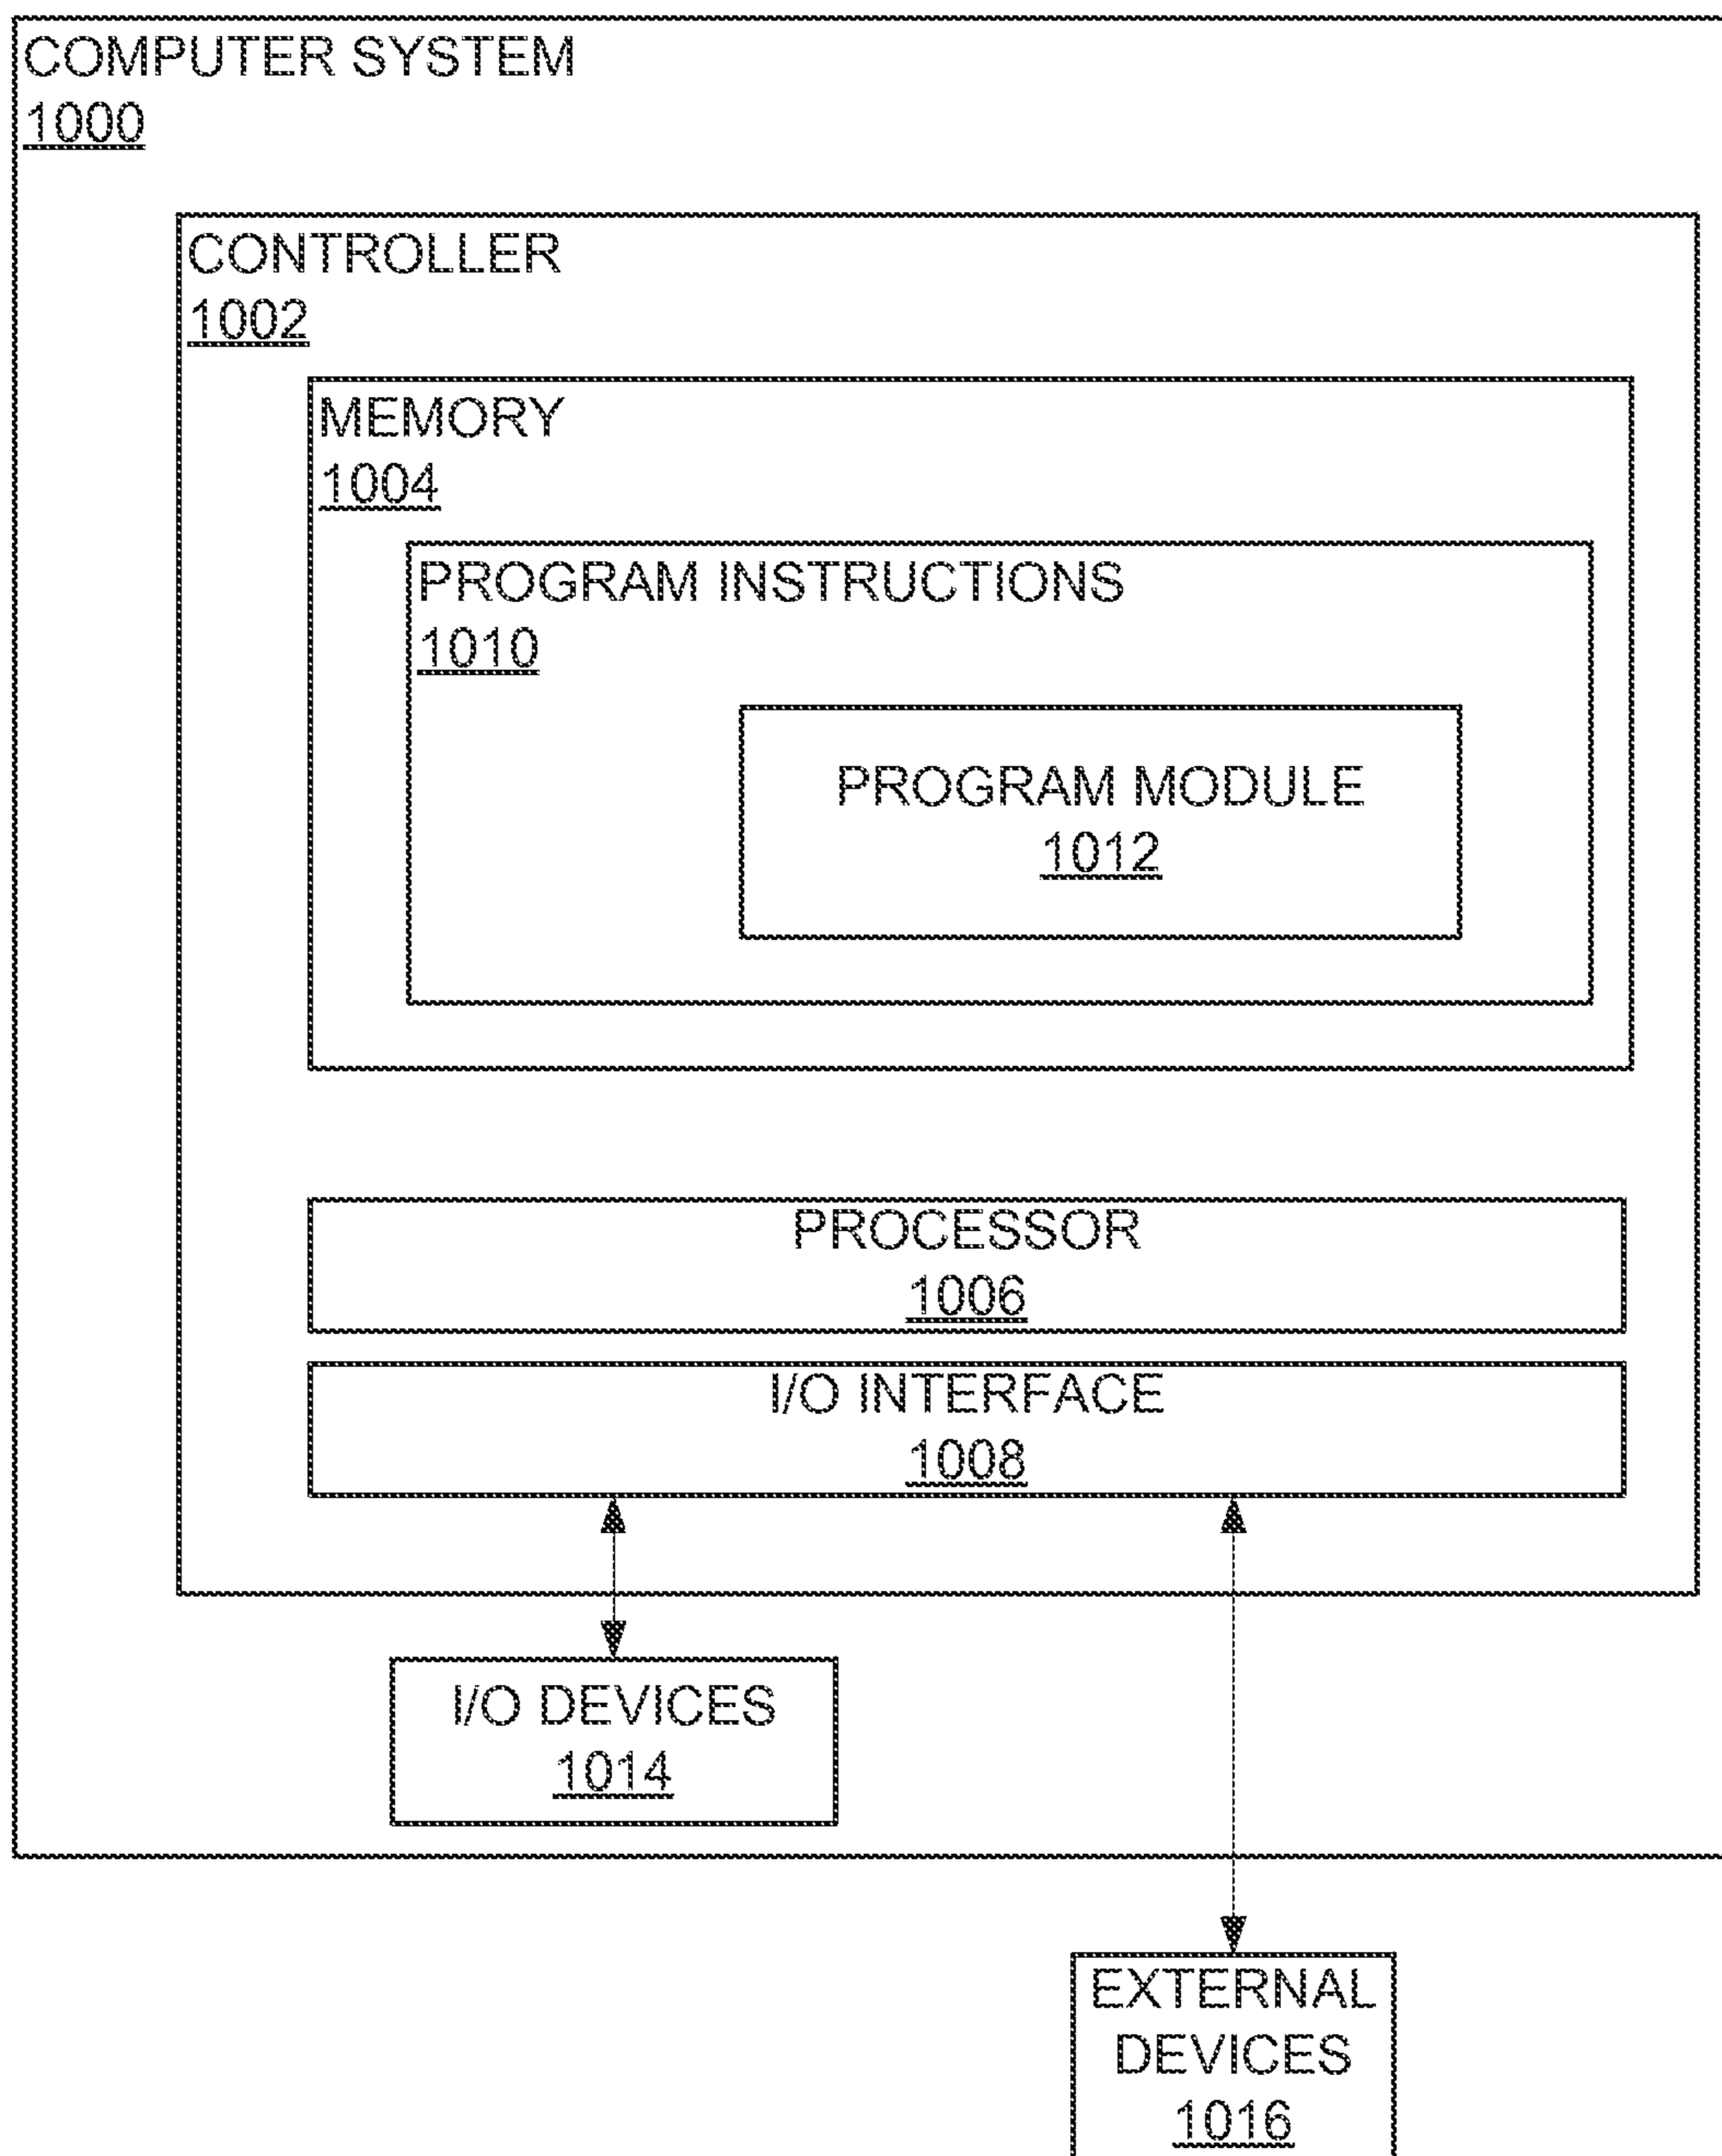 COMPUTER SYSTEM
1000
CONTROLLER
1002
MEMORY
1004
PROGRAM INSTRUCTIONS
1010
PROGRAM MODULE
1012
PROCESSOR
1006
I/O INTERFACE
1008
I/O DEVICES
1014
EXTERNAL
DEVICES
1016